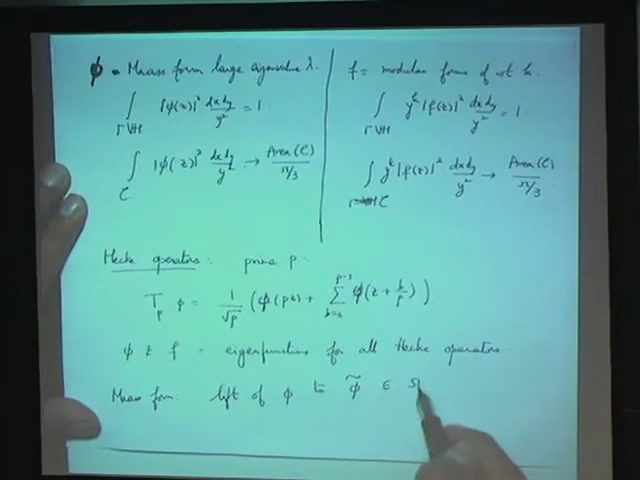 ϕ = Maass form large eigenvalue λ.
∫_{Γ\ℍ} |ϕ(z)|² dx dy / y² = 1
∫_C |ϕ(z)|² dx dy / y² → Area(C) / π/3
f = modular forms of wt k.
∫_{Γ\ℍ} y^k |f(z)|² dx dy / y² = 1
∫_C y^k |f(z)|² dx dy / y² → Area(C) / π/3
Hecke operators: prime p:
T_p ϕ = 1/√p (ϕ(pz) + ∑_{b=0}^{p-1} ϕ(z + b/p))
ϕ & f = eigenfunctions for all Hecke operators.
Maass form: lift of ϕ to ϕ̃ ∈ S